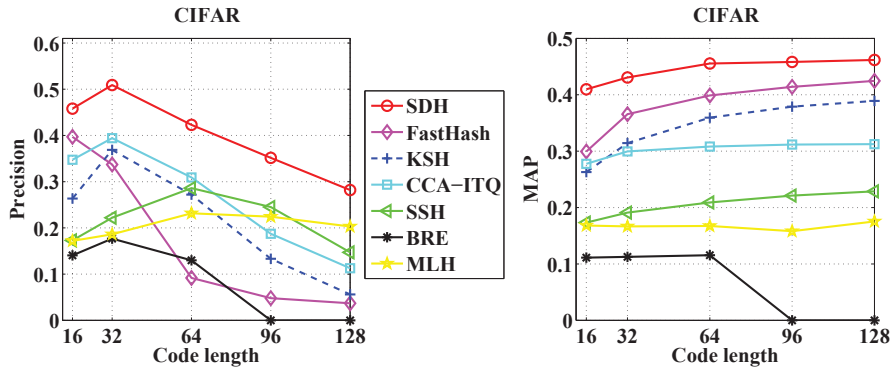 CIFAR
Precision
0.6
0.5
0.4
0.3
0.2
0.1
0
16 32 64 96 128
Code length
SDH
FastHash
KSH
CCA−ITQ
SSH
BRE
MLH
CIFAR
MAP
0.4
0.3
0.2
0.1
0
16 32 64 96 128
Code length